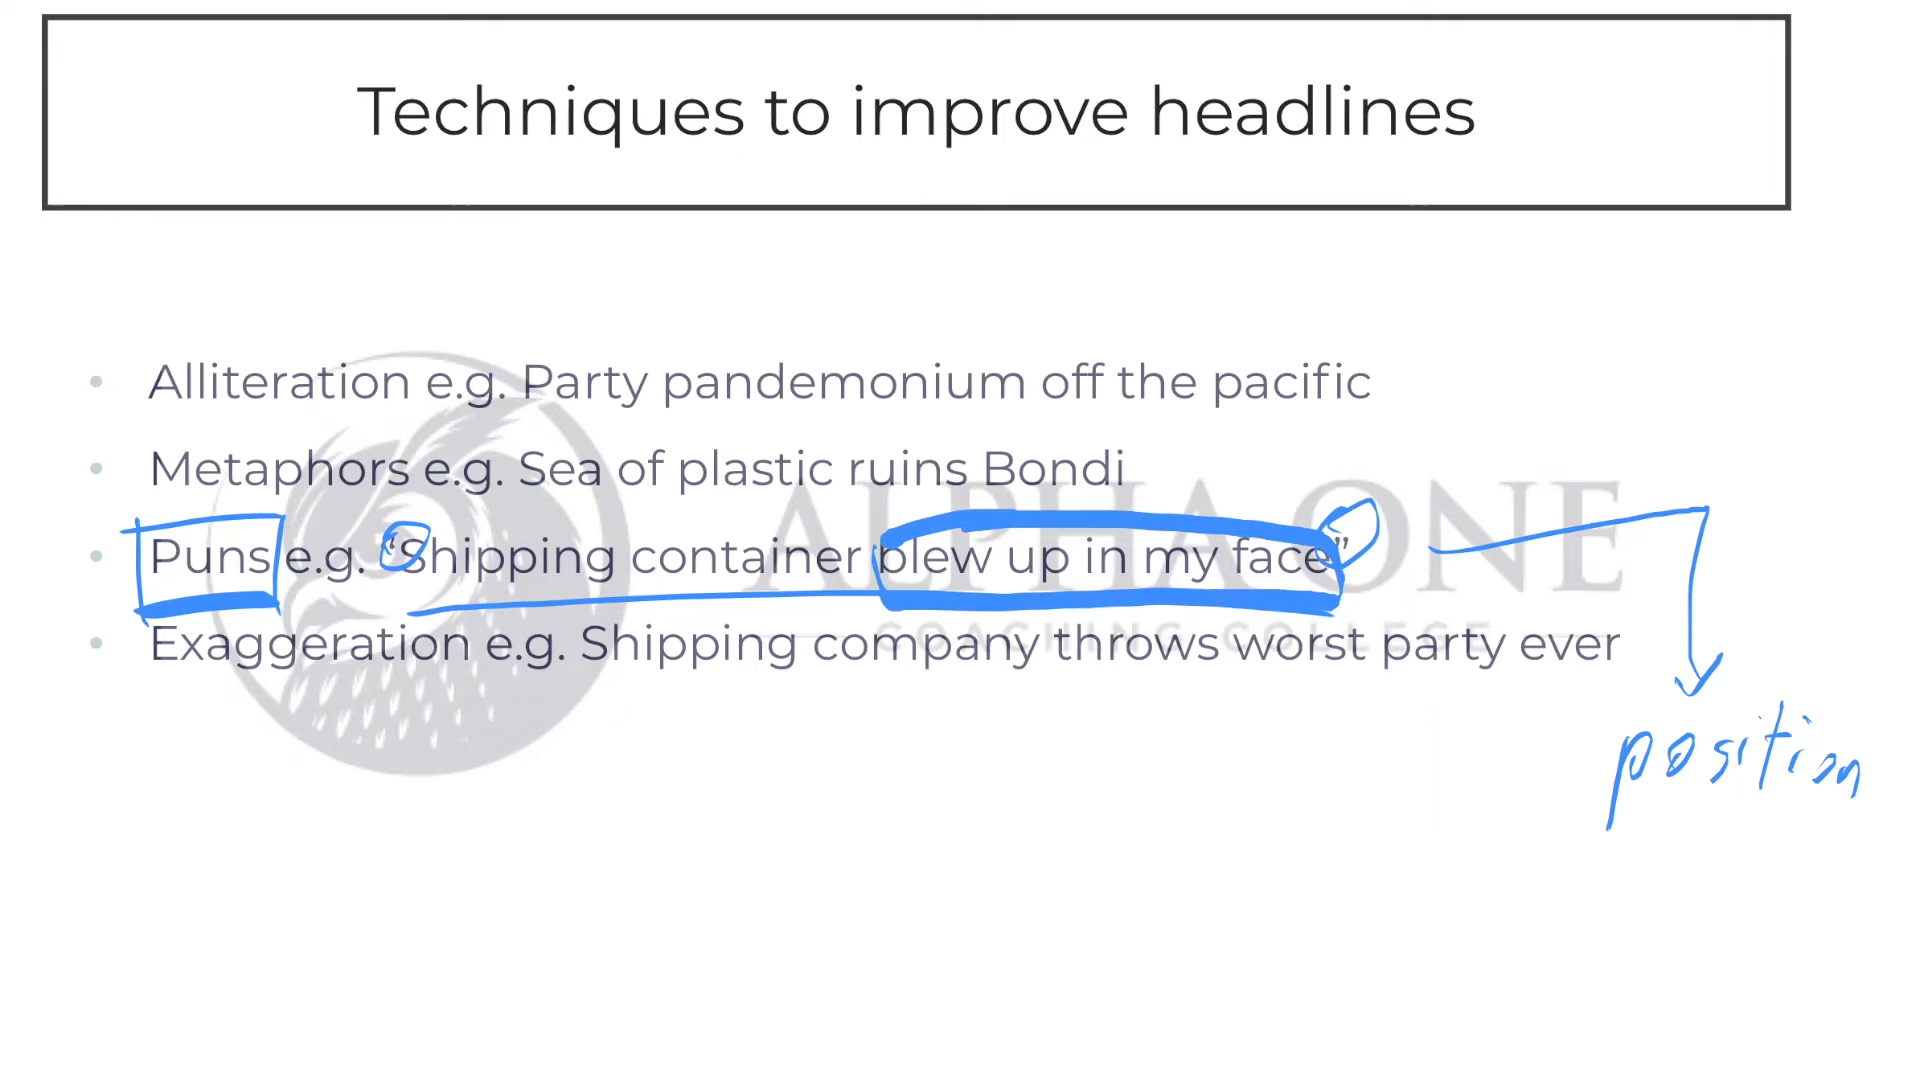 Techniques to improve headlines
• Alliteration e.g. Party pandemonium off the pacific
• Metaphors e.g. Sea of plastic ruins Bondi
• Puns e.g. “Shipping container blew up in my face”
• Exaggeration e.g. Shipping company throws worst party ever
ALPHA ONE
COACHING COLLEGE
position